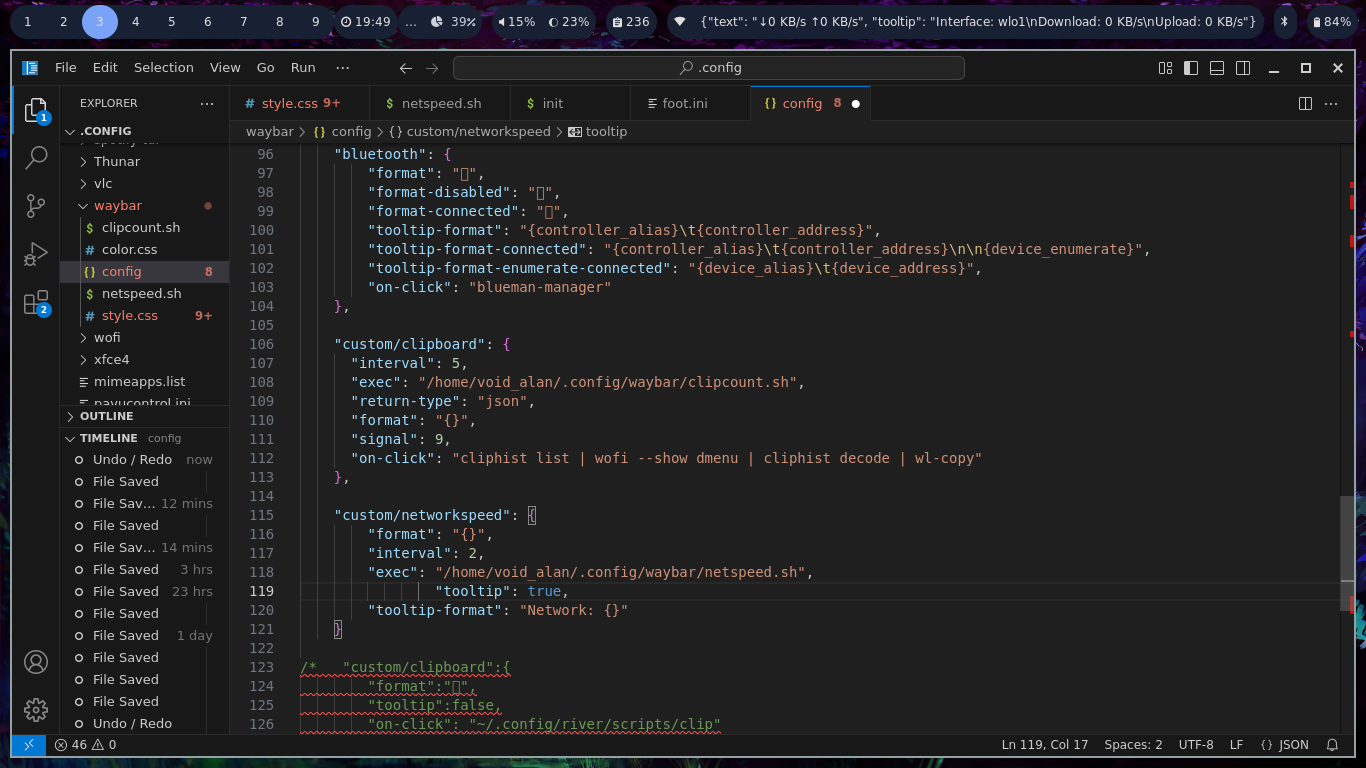 1 2 3 4 5 6 7 8 9 19:49 ... 39% 15% 23% 236 {"text": "↓0 KB/s ↑0 KB/s", "tooltip": "Interface: wlo1\nDownload: 0 KB/s\nUpload: 0 KB/s"} 84%
File Edit Selection View Go Run ··· .config
EXPLORER ···
style.css 9+ netspeed.sh init foot.ini config 8
.CONFIG
waybar > {} config > {} custom/networkspeed > tooltip
Thunar
vlc
waybar
clipcount.sh
color.css
config 8
netspeed.sh
style.css 9+
wofi
xfce4
mimeapps.list
pavucontrol.ini
OUTLINE
TIMELINE config
Undo / Redo now
File Saved
File Sav... 12 mins
File Saved
File Sav... 14 mins
File Saved 3 hrs
File Saved 23 hrs
File Saved
File Saved 1 day
File Saved
File Saved
File Saved
Undo / Redo
96 "bluetooth": {
97 "format": "",
98 "format-disabled": "",
99 "format-connected": "",
100 "tooltip-format": "{controller_alias}\t{controller_address}",
101 "tooltip-format-connected": "{controller_alias}\t{controller_address}\n\n{device_enumerate}",
102 "tooltip-format-enumerate-connected": "{device_alias}\t{device_address}",
103 "on-click": "blueman-manager"
104 },
105
106 "custom/clipboard": {
107 "interval": 5,
108 "exec": "/home/void_alan/.config/waybar/clipcount.sh",
109 "return-type": "json",
110 "format": "{}",
111 "signal": 9,
112 "on-click": "cliphist list | wofi --show dmenu | cliphist decode | wl-copy"
113 },
114
115 "custom/networkspeed": {
116 "format": "{}",
117 "interval": 2,
118 "exec": "/home/void_alan/.config/waybar/netspeed.sh",
119 "tooltip": true,
120 "tooltip-format": "Network: {}"
121 }
122
123 /* "custom/clipboard":{
124 "format":"",
125 "tooltip":false,
126 "on-click": "~/.config/river/scripts/clip"
46 0 Ln 119, Col 17 Spaces: 2 UTF-8 LF {} JSON